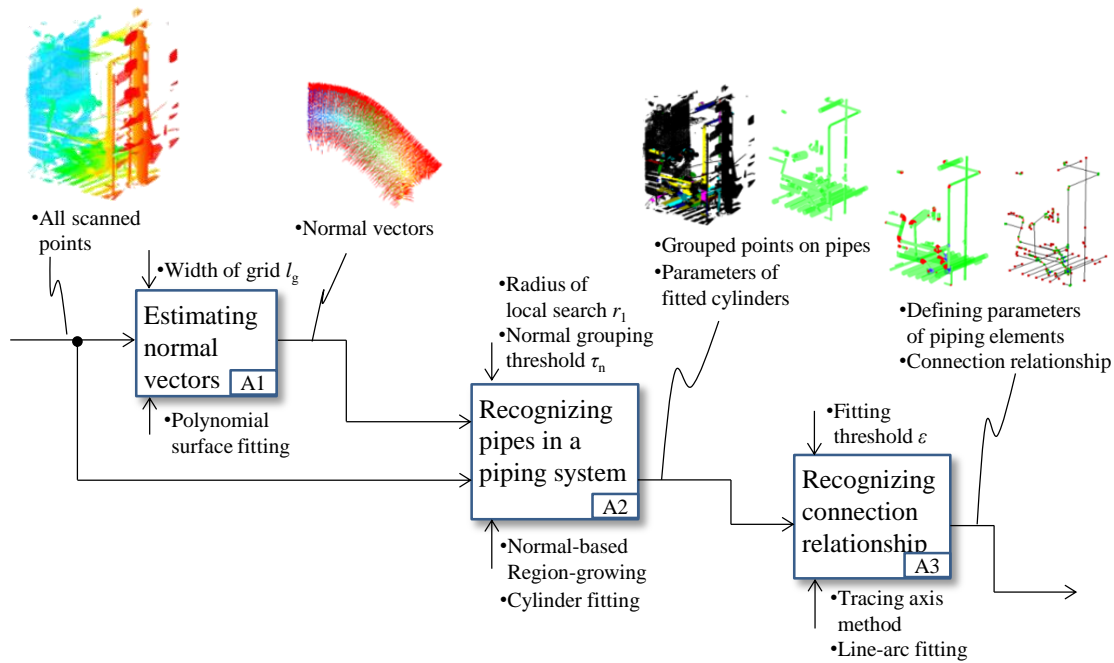 •All scanned
points
•Width of grid lg
Estimating
normal
vectors
A1
•Polynomial
surface fitting
•Normal vectors
•Radius of
local search r1
•Normal grouping
threshold τn
Recognizing
pipes in a
piping system
A2
•Normal-based
Region-growing
•Cylinder fitting
•Grouped points on pipes
•Parameters of
fitted cylinders
•Fitting
threshold ε
Recognizing
connection
relationship
A3
•Tracing axis
method
•Line-arc fitting
•Defining parameters
of piping elements
•Connection relationship